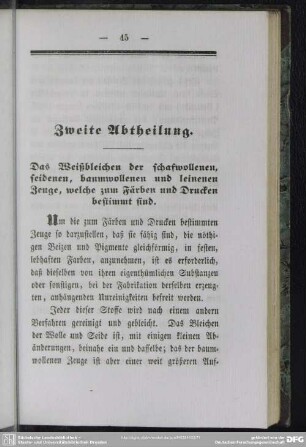 — 45 —
Zweite Abtheilung.
Das Weißbleichen der schafwollenen,
seidenen, baumwollenen und leinenen
Zeuge, welche zum Färben und Drucken
bestimmt sind.
Um die zum Färben und Drucken bestimmten
Zeuge so darzustellen, daß sie fähig sind, die nöthi-
gen Beizen und Pigmente gleichförmig, in festen,
lebhaften Farben, anzunehmen, ist es erforderlich,
daß dieselben von ihren eigenthümlichen Substanzen
oder sonstigen, bei der Fabrikation derselben erzeug-
ten, anhängenden Unreinigkeiten befreit werden.
Jeder dieser Stoffe wird nach einem andern
Verfahren gereinigt und gebleicht. Das Bleichen
der Wolle und Seide ist, mit einigen kleinen Ab-
änderungen, beinahe ein und dasselbe; das der baum-
wollenen Zeuge ist aber einer weit größeren Auf-